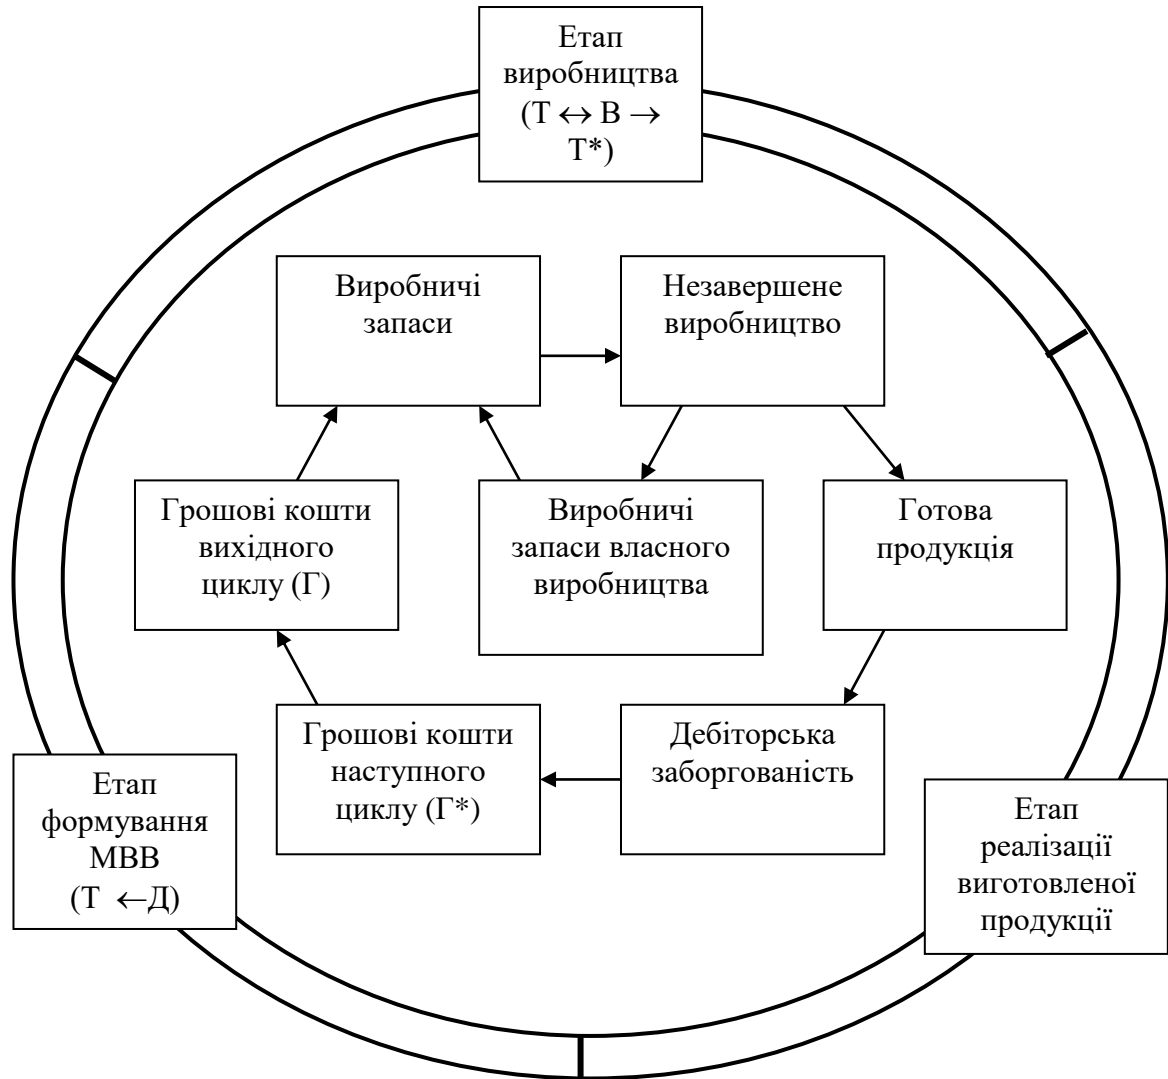 Етап
виробництва
(Т ↔ В →
Т*)
Виробничі
запаси
Незавершене
виробництво
Грошові кошти
вихідного
циклу (Г)
Виробничі
запаси власного
виробництва
Готова
продукція
Грошові кошти
наступного
циклу (Г*)
Дебіторська
заборгованість
Етап
формування
МВВ
(Т ←Д)
Етап
реалізації
виготовленої
продукції